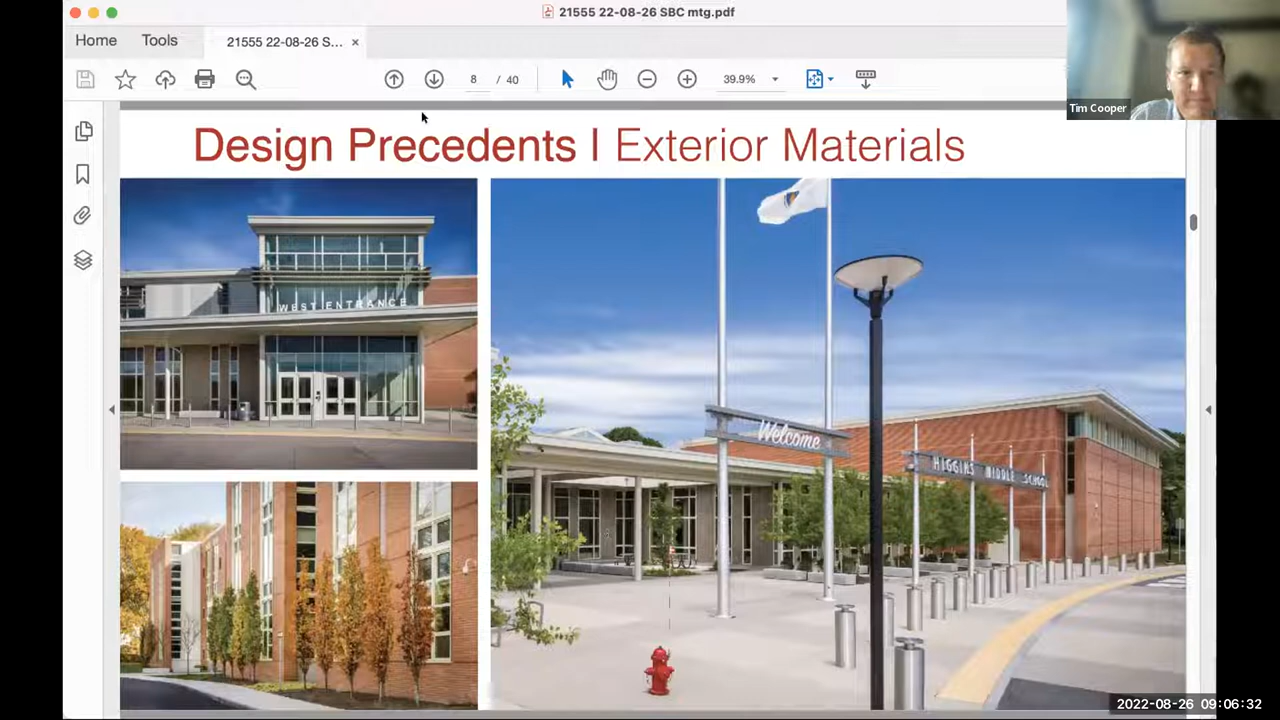 21555 22-08-26 SBC mtg.pdf
Home
Tools
21555 22-08-26 S...
×
8 / 40
39.9%
Tim Cooper
Design Precedents | Exterior Materials
WEST ENTRANCE
Welcome
HIGGINS MIDDLE SCHOOL
2022-08-26 09:06:32